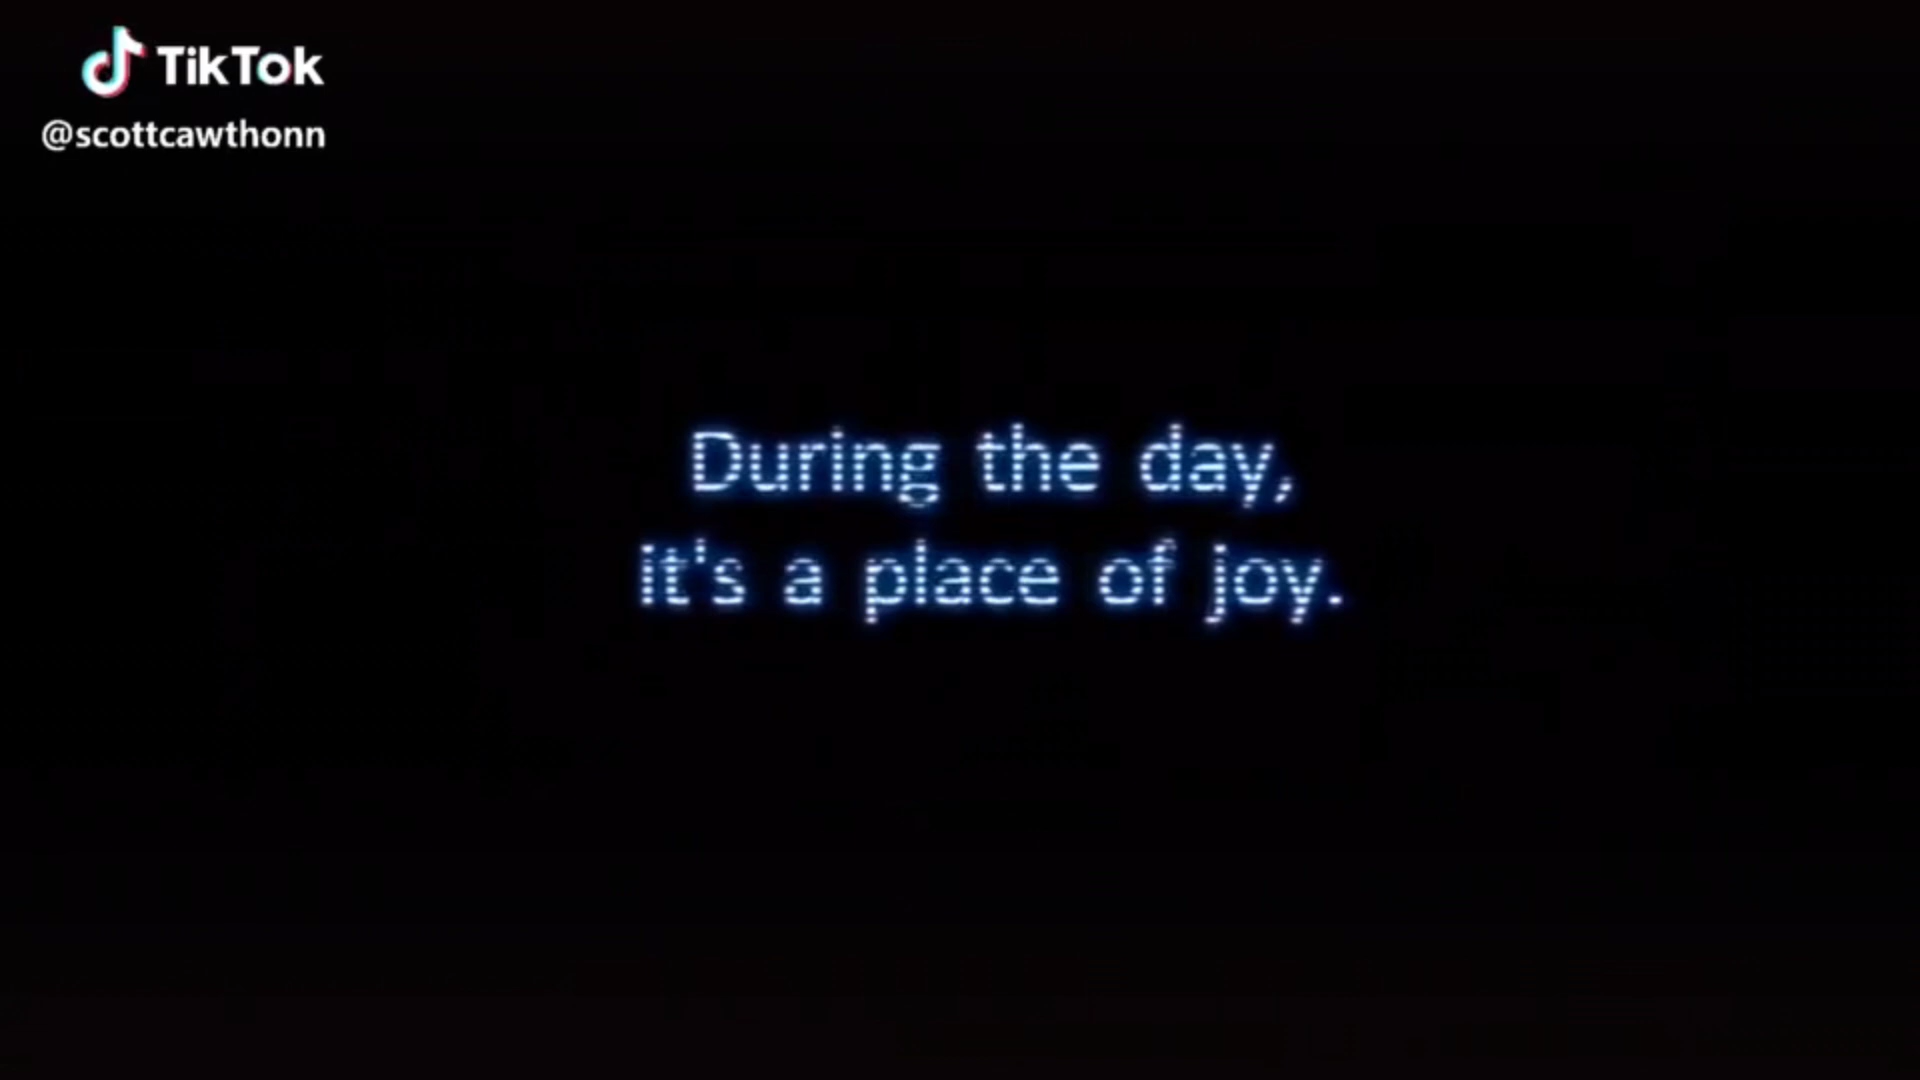 TikTok
@scottcawthonn
During the day,
it's a place of joy.